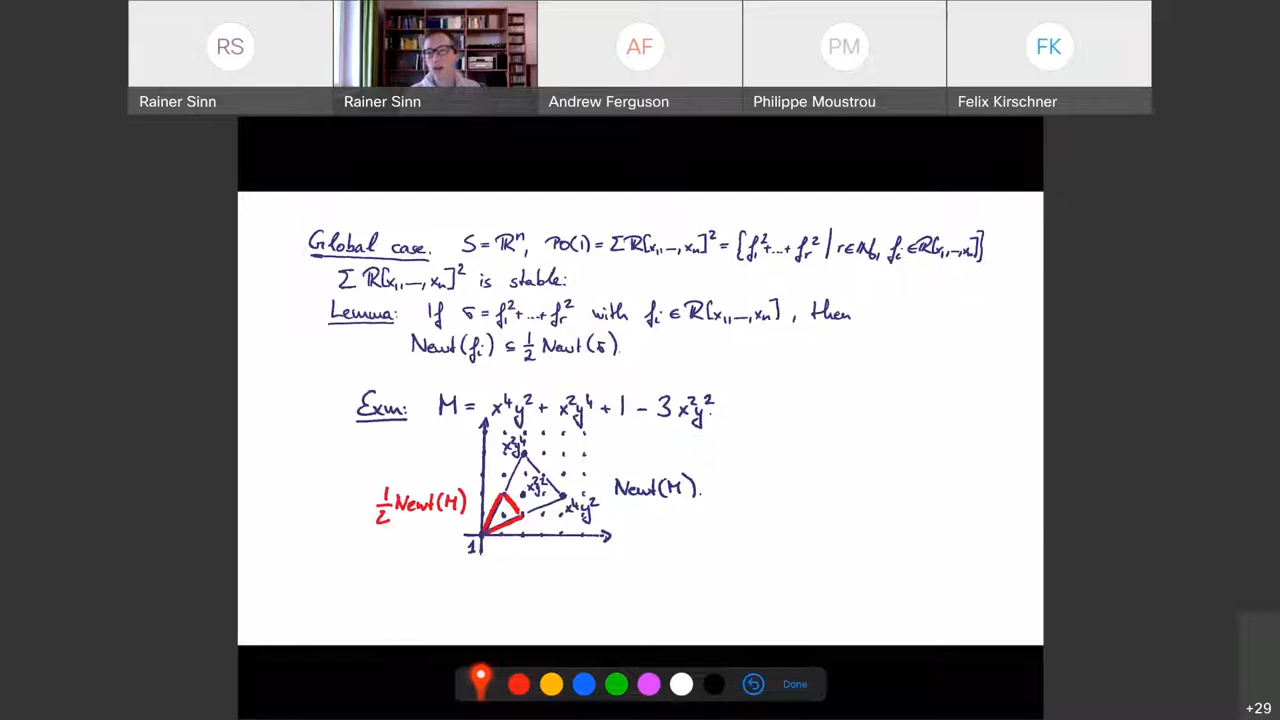 RS
AF
PM
FK
Rainer Sinn
Rainer Sinn
Andrew Ferguson
Philippe Moustrou
Felix Kirschner
Global case. S = ℝⁿ, PO(1) = Σ ℝ[x₁,—,xₙ]² = {f₁²+...+fᵣ² | r∈ℕ₀, fᵢ∈ℝ[x₁,—,xₙ]}
Σ ℝ[x₁,—,xₙ]² is stable:
Lemma: If σ = f₁²+...+fᵣ² with fᵢ ∈ ℝ[x₁,—,xₙ], then
Newt(fᵢ) ⊆ ½ Newt(σ).
Exm: M = x⁴y² + x²y⁴ + 1 - 3x²y².
x²y⁴
x²y²
Newt(M).
½ Newt(M)
x⁴y²
1
Done
+29